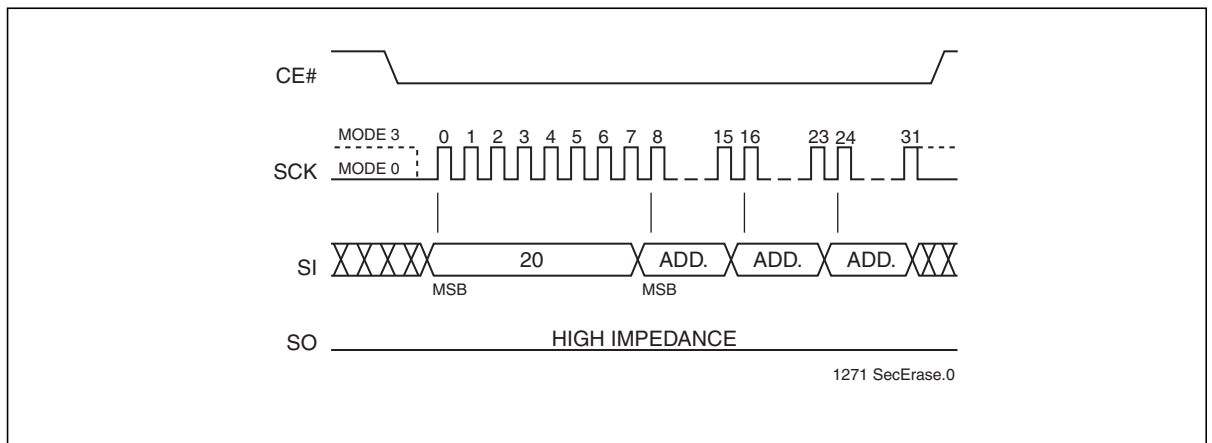 CE#
MODE 3
0 1 2 3 4 5 6 7 8 15 16 23 24 31
SCK
MODE 0
SI
20 ADD. ADD. ADD.
MSB MSB
SO
HIGH IMPEDANCE
1271 SecErase.0